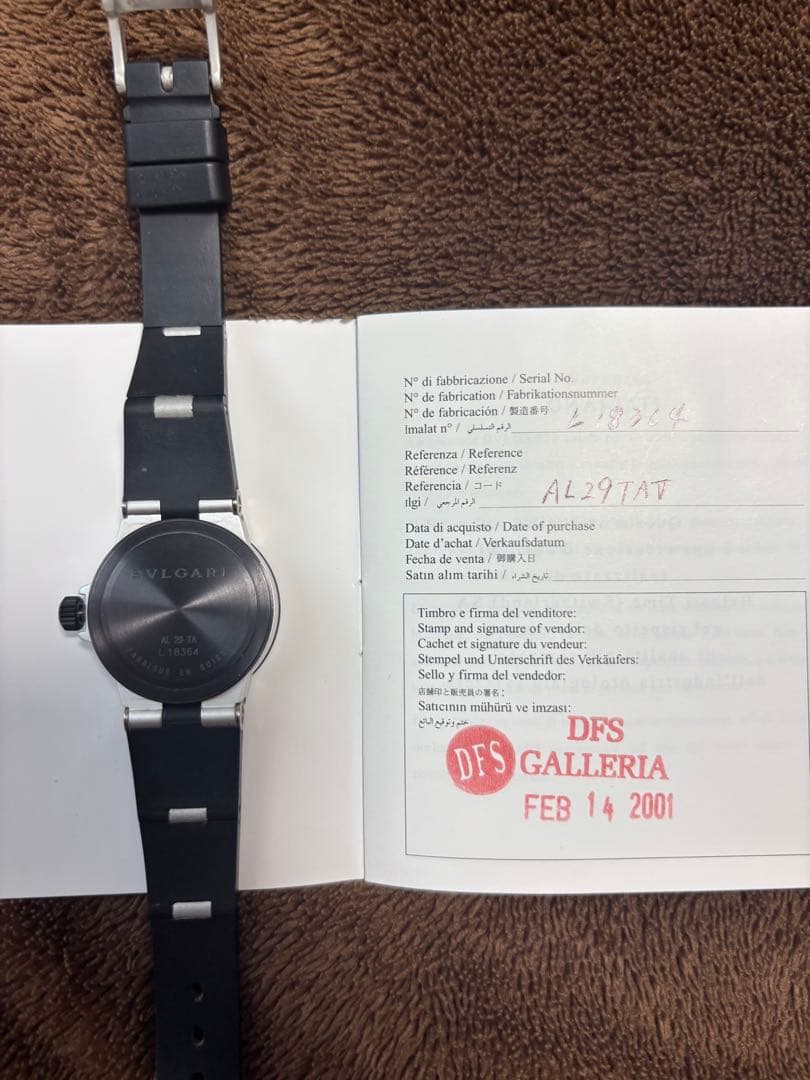 BVLGARI
AL 29 TA
L 18364
FABRIQUE EN SUISSE
N° di fabbricazione / Serial No.
N° de fabrication / Fabrikationsnummer
N° de fabricación / 製造番号
İmalat n° / الرقم التسلسلي L 18364
Referenza / Reference
Référence / Referenz
Referencia / コード
İlgi / الرقم المرجعي AL29TAV
Data di acquisto / Date of purchase
Date d'achat / Verkaufsdatum
Fecha de venta / 御購入日
Satın alım tarihi / تاريخ الشراء
Timbro e firma del venditore:
Stamp and signature of vendor:
Cachet et signature du vendeur:
Stempel und Unterschrift des Verkäufers:
Sello y firma del vendedor:
店舗印と販売員の署名:
Satıcının mühürü ve imzası:
ختم وتوقيع البائع
DFS
DFS
GALLERIA
FEB 14 2001